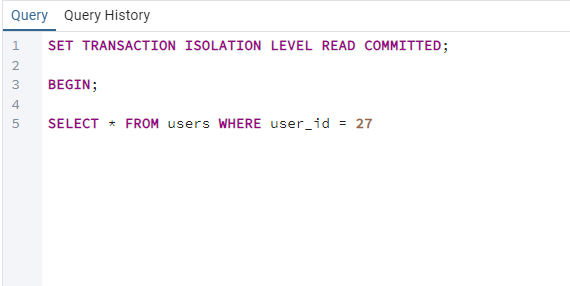 Query Query History
1 SET TRANSACTION ISOLATION LEVEL READ COMMITTED;
2
3 BEGIN;
4
5 SELECT * FROM users WHERE user_id = 27